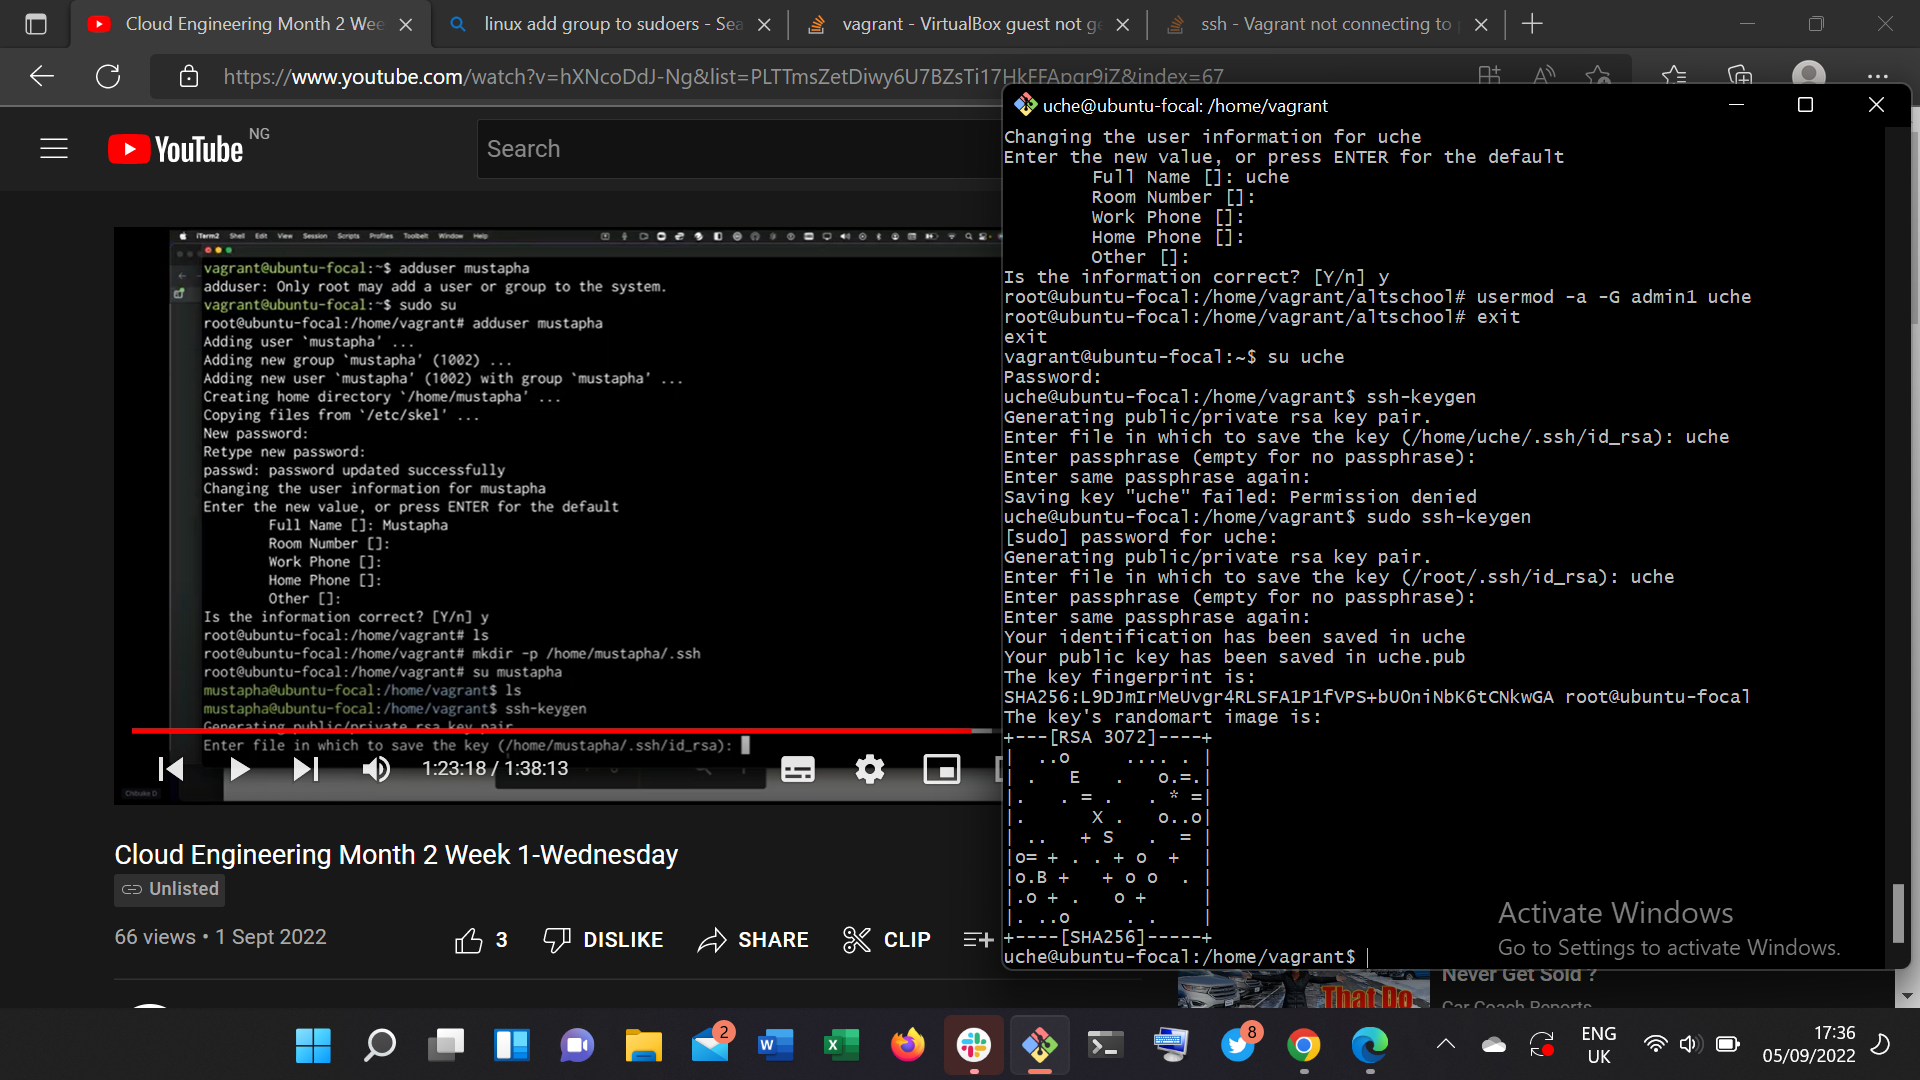 Cloud Engineering Month 2 Wee
linux add group to sudoers - Sea
vagrant - VirtualBox guest not ge
ssh - Vagrant not connecting to
https://www.youtube.com/watch?v=hXNcoDdJ-Ng&list=PLTTmsZetDiwy6U7BZsTi17HkFFApqr9iZ&index=67
YouTube NG
Search
iTerm2 Shell Edit View Session Scripts Profiles Toolbelt Window Help
vagrant@ubuntu-focal:~$ adduser mustapha
adduser: Only root may add a user or group to the system.
vagrant@ubuntu-focal:~$ sudo su
root@ubuntu-focal:/home/vagrant# adduser mustapha
Adding user `mustapha' ...
Adding new group `mustapha' (1002) ...
Adding new user `mustapha' (1002) with group `mustapha' ...
Creating home directory `/home/mustapha' ...
Copying files from `/etc/skel' ...
New password:
Retype new password:
passwd: password updated successfully
Changing the user information for mustapha
Enter the new value, or press ENTER for the default
Full Name []: Mustapha
Room Number []:
Work Phone []:
Home Phone []:
Other []:
Is the information correct? [Y/n] y
root@ubuntu-focal:/home/vagrant# ls
root@ubuntu-focal:/home/vagrant# mkdir -p /home/mustapha/.ssh
root@ubuntu-focal:/home/vagrant# su mustapha
mustapha@ubuntu-focal:/home/vagrant$ ls
mustapha@ubuntu-focal:/home/vagrant$ ssh-keygen
Generating public/private rsa key pair.
Enter file in which to save the key (/home/mustapha/.ssh/id_rsa):
1:23:18 / 1:38:13
Chibuike D
Cloud Engineering Month 2 Week 1-Wednesday
Unlisted
66 views • 1 Sept 2022
3
DISLIKE
SHARE
CLIP
uche@ubuntu-focal: /home/vagrant
Changing the user information for uche
Enter the new value, or press ENTER for the default
Full Name []: uche
Room Number []:
Work Phone []:
Home Phone []:
Other []:
Is the information correct? [Y/n] y
root@ubuntu-focal:/home/vagrant/altschool# usermod -a -G admin1 uche
root@ubuntu-focal:/home/vagrant/altschool# exit
exit
vagrant@ubuntu-focal:~$ su uche
Password:
uche@ubuntu-focal:/home/vagrant$ ssh-keygen
Generating public/private rsa key pair.
Enter file in which to save the key (/home/uche/.ssh/id_rsa): uche
Enter passphrase (empty for no passphrase):
Enter same passphrase again:
Saving key "uche" failed: Permission denied
uche@ubuntu-focal:/home/vagrant$ sudo ssh-keygen
[sudo] password for uche:
Generating public/private rsa key pair.
Enter file in which to save the key (/root/.ssh/id_rsa): uche
Enter passphrase (empty for no passphrase):
Enter same passphrase again:
Your identification has been saved in uche
Your public key has been saved in uche.pub
The key fingerprint is:
SHA256:L9DJmIrMeUvgr4RLSFA1P1fVPS+bU0niNbK6tCNkwGA root@ubuntu-focal
The key's randomart image is:
+---[RSA 3072]----+
|  ..o     .... . |
| .   E   .   o.=.|
|.   . = .   . * =|
|.      X .   o..o|
| ..   + S   .  = |
|o= + . . + o  +  |
|o.B +   + o o  . |
|.o + .   o +     |
|. ..o       . .    |
+----[SHA256]-----+
uche@ubuntu-focal:/home/vagrant$
Activate Windows
Go to Settings to activate Windows.
Never Get Sold ?
Car Coach Reports
That Do
2
8
ENG
UK
17:36
05/09/2022